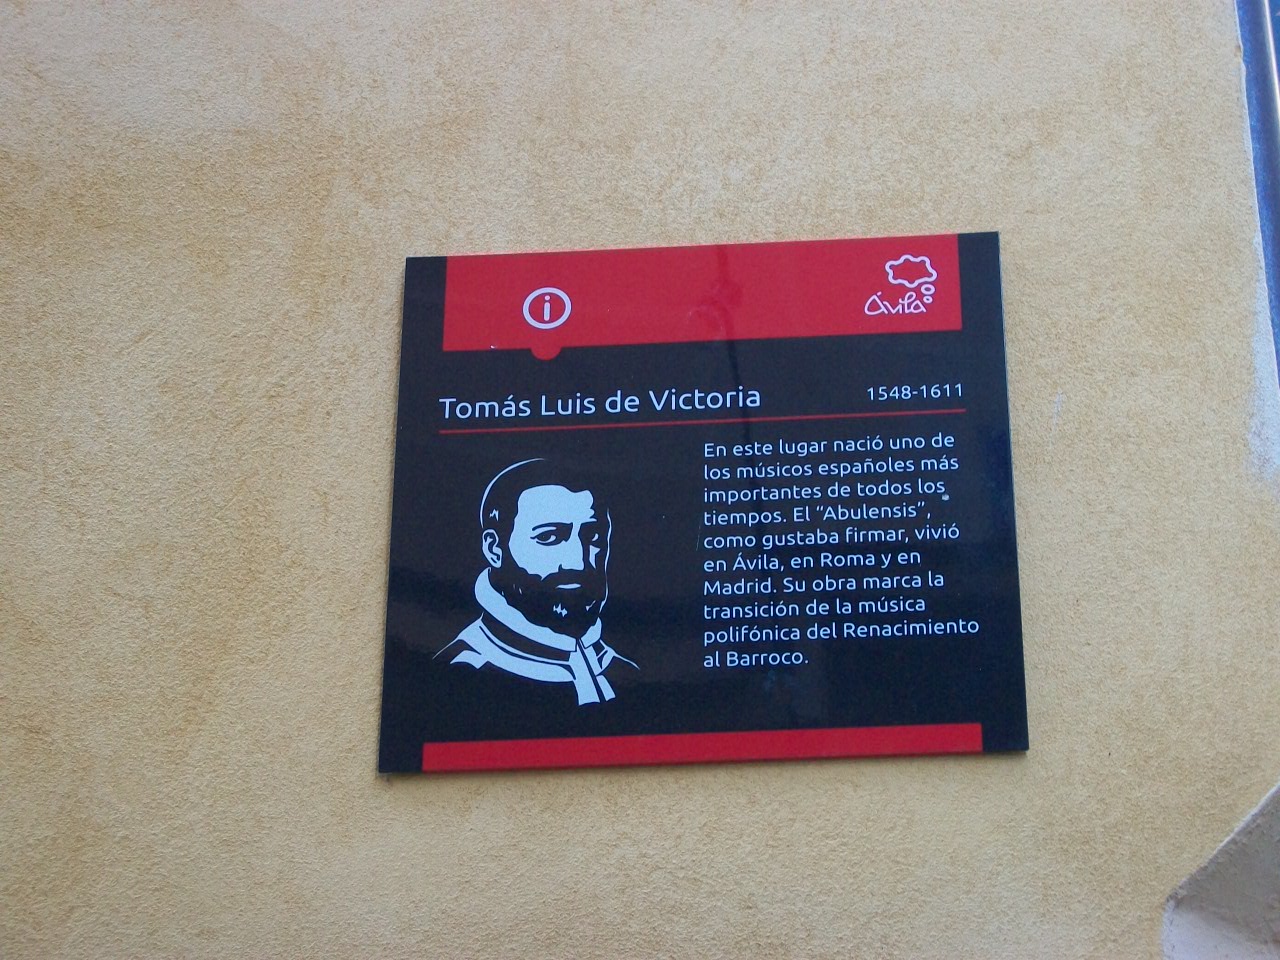 i
Ávila
Tomás Luis de Victoria
1548-1611
En este lugar nació uno de
los músicos españoles más
importantes de todos los
tiempos. El “Abulensis”,
como gustaba firmar, vivió
en Ávila, en Roma y en
Madrid. Su obra marca la
transición de la música
polifónica del Renacimiento
al Barroco.